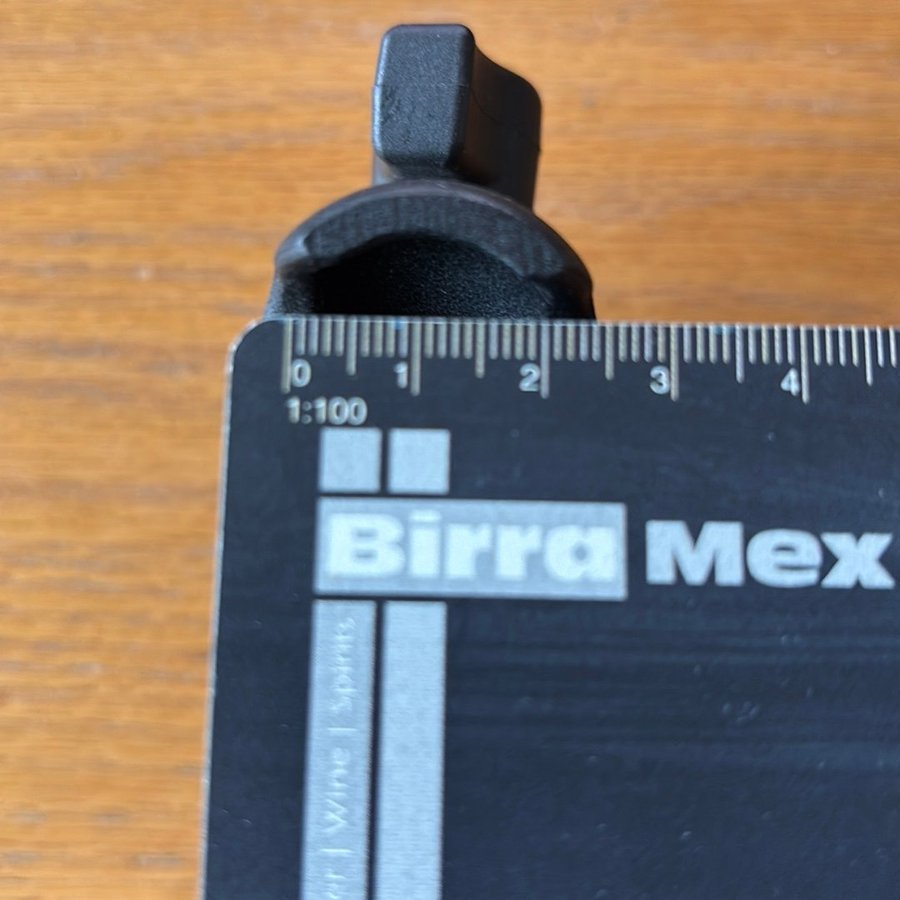 0 1 2 3 4
1:100
Birra Mex
| Wine | Spirits